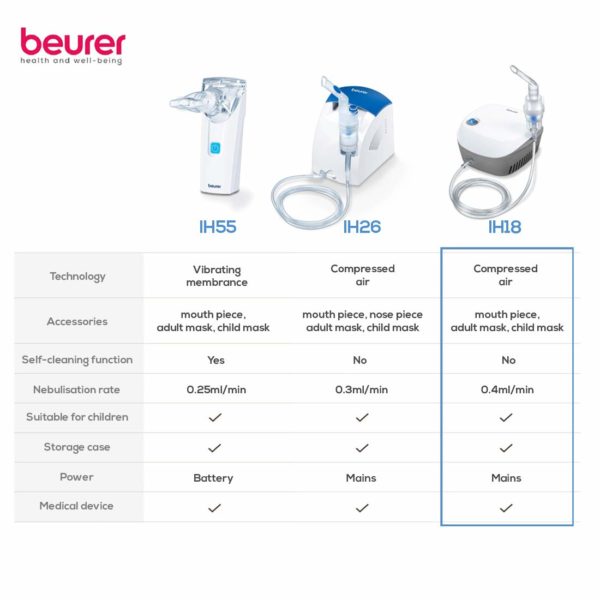 beurer
health and well-being
beurer
beurer
beurer
IH55 IH26 IH18
Technology Vibrating membrance Compressed air Compressed air
Accessories mouth piece, adult mask, child mask mouth piece, nose piece adult mask, child mask mouth piece, adult mask, child mask
Self-cleaning function Yes No No
Nebulisation rate 0.25ml/min 0.3ml/min 0.4ml/min
Suitable for children ✓ ✓ ✓
Storage case ✓ ✓ ✓
Power Battery Mains Mains
Medical device ✓ ✓ ✓